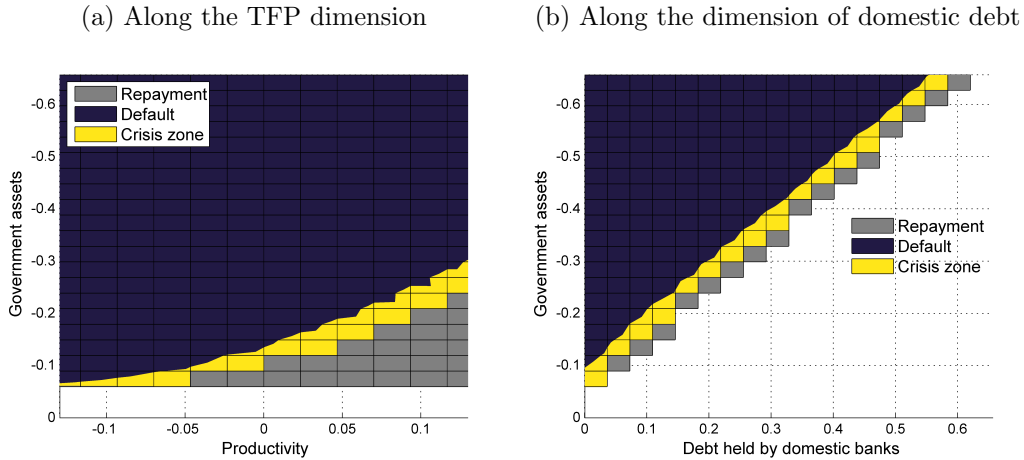 (a) Along the TFP dimension
(b) Along the dimension of domestic debt
Government assets
-0.6
-0.5
-0.4
-0.3
-0.2
-0.1
0
Repayment
Default
Crisis zone
-0.1
-0.05
0
0.05
0.1
Productivity
Government assets
-0.6
-0.5
-0.4
-0.3
-0.2
-0.1
0
Repayment
Default
Crisis zone
0
0.1
0.2
0.3
0.4
0.5
0.6
Debt held by domestic banks